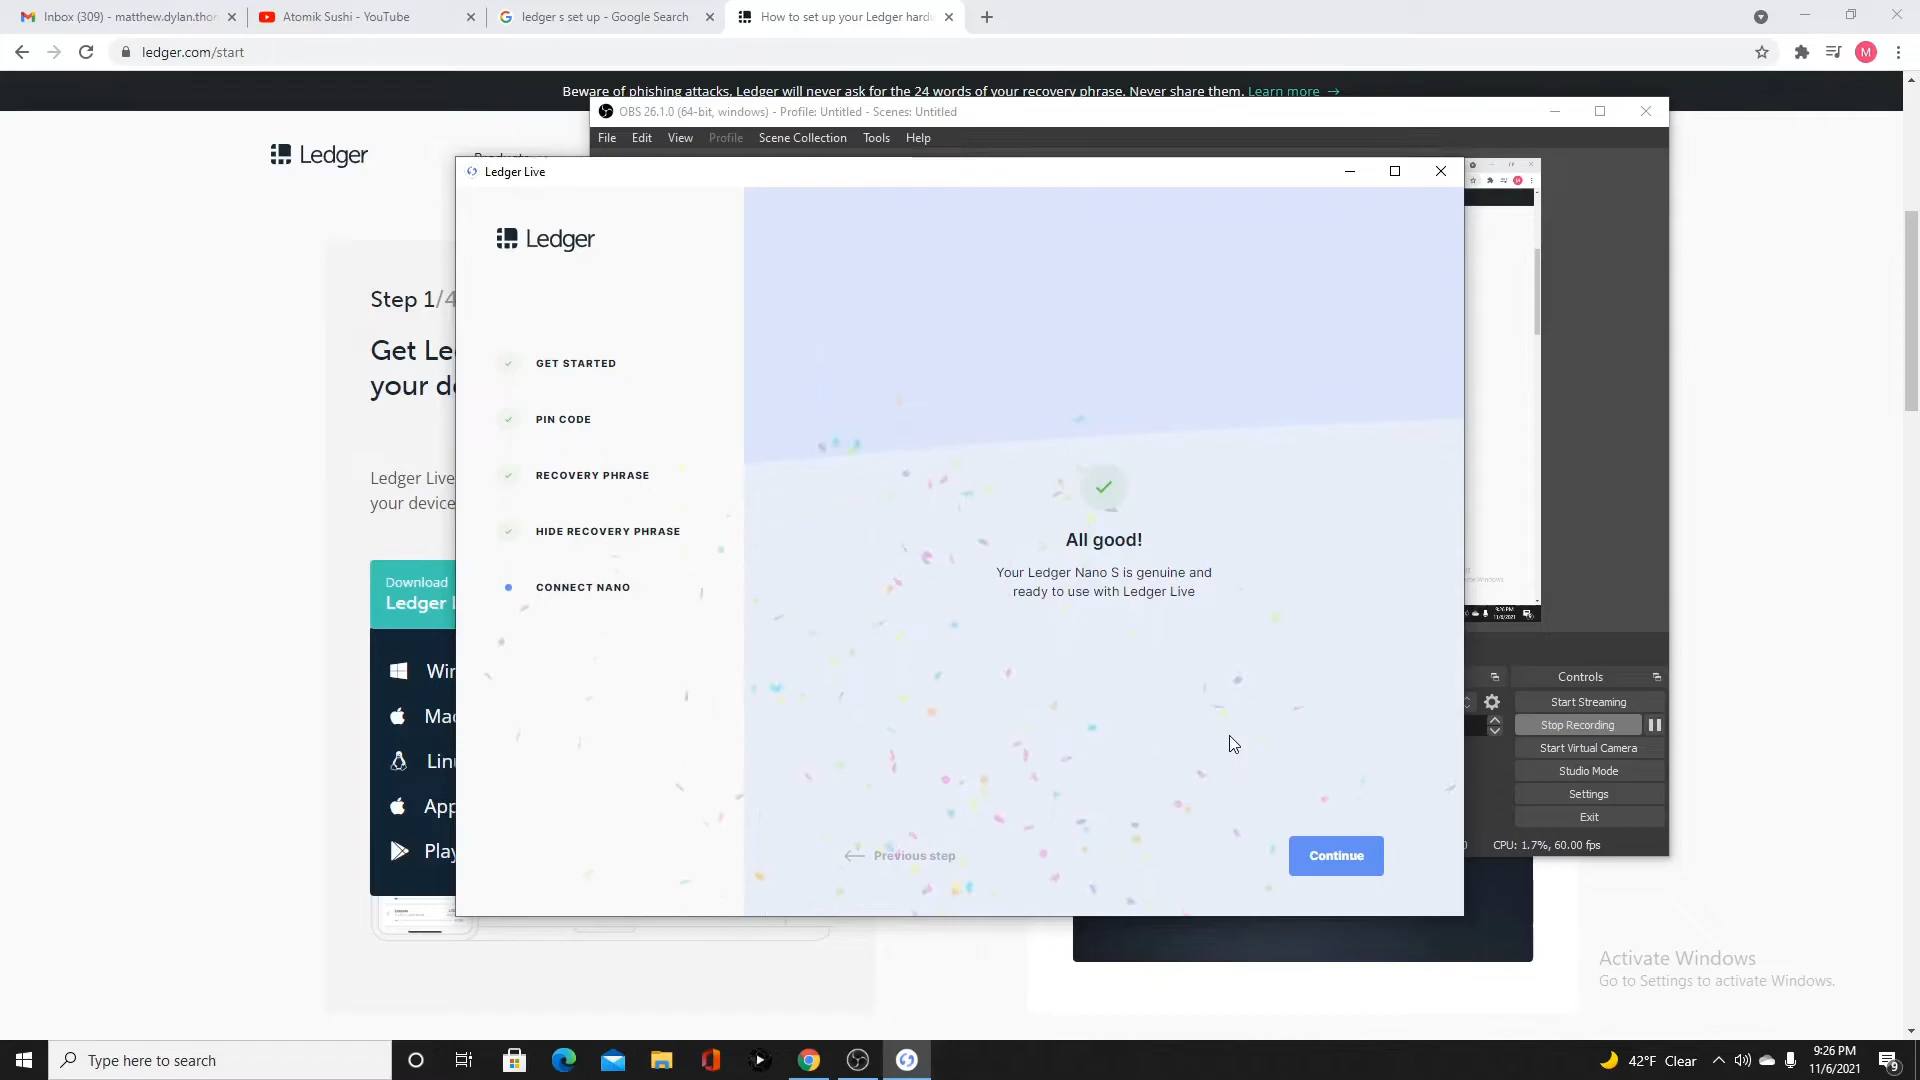 Inbox (309) - matthew.dylan.thor
Atomik Sushi - YouTube
ledger s set up - Google Search
How to set up your Ledger hardw
M
ledger.com/start
Beware of phishing attacks, Ledger will never ask for the 24 words of your recovery phrase. Never share them. Learn more →
OBS 26.1.0 (64-bit, windows) - Profile: Untitled - Scenes: Untitled
File Edit View Profile Scene Collection Tools Help
Ledger
Ledger Live
Ledger
Step 1/4
Get Le
your de
GET STARTED
PIN CODE
RECOVERY PHRASE
HIDE RECOVERY PHRASE
CONNECT NANO
All good!
Your Ledger Nano S is genuine and
ready to use with Ledger Live
Previous step
Continue
Ledger Live
your device
Download
Ledger
Win
Mac
Linu
App
Play
Controls
Start Streaming
Stop Recording
Start Virtual Camera
Studio Mode
Settings
Exit
CPU: 1.7%, 60.00 fps
Activate Windows
Go to Settings to activate Windows.
Type here to search
42°F Clear
9:26 PM
11/6/2021
9